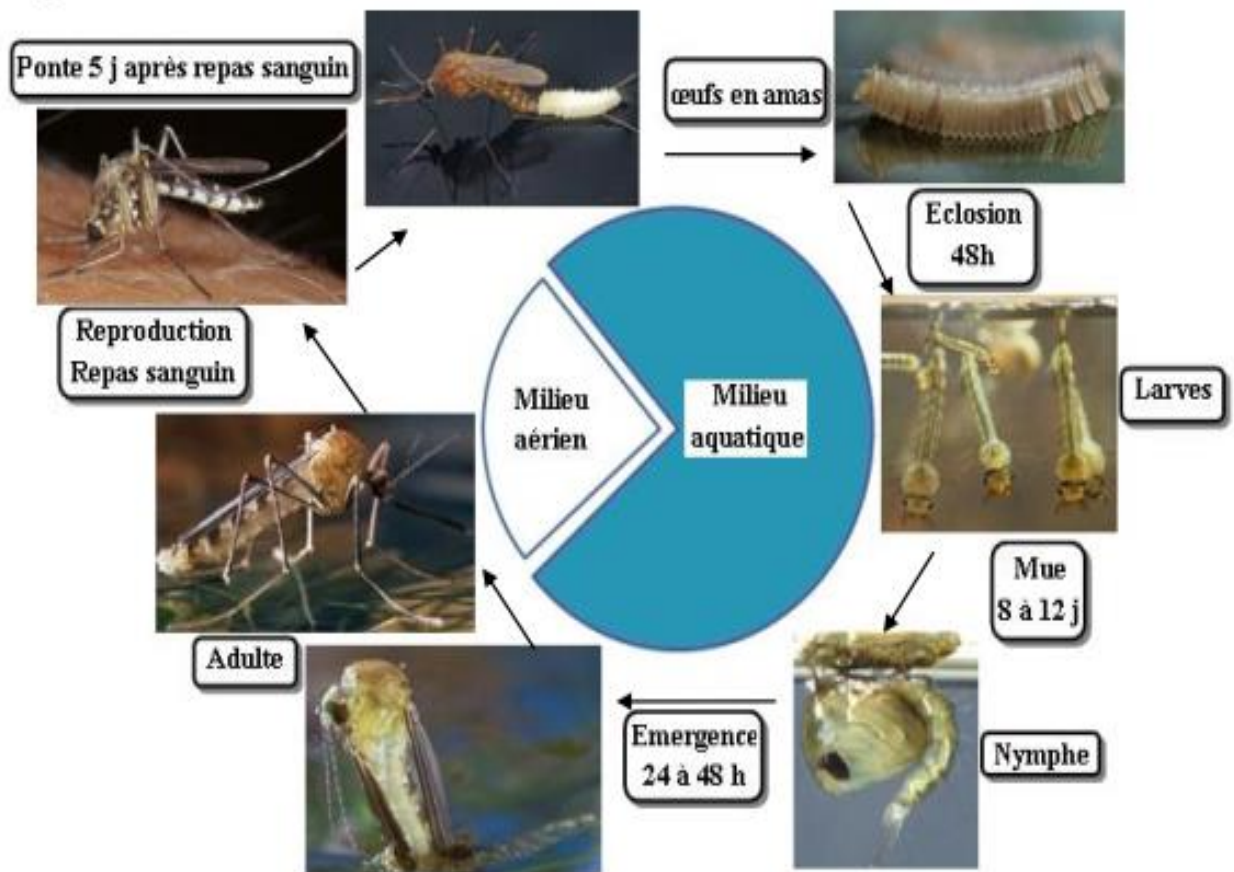 Ponte 5 j après repas sanguin
œufs en amas
Eclosion
48h
Larves
Mue
8 à 12 j
Nymphe
Emergence
24 à 48 h
Adulte
Reproduction
Repas sanguin
Milieu
aérien
Milieu
aquatique